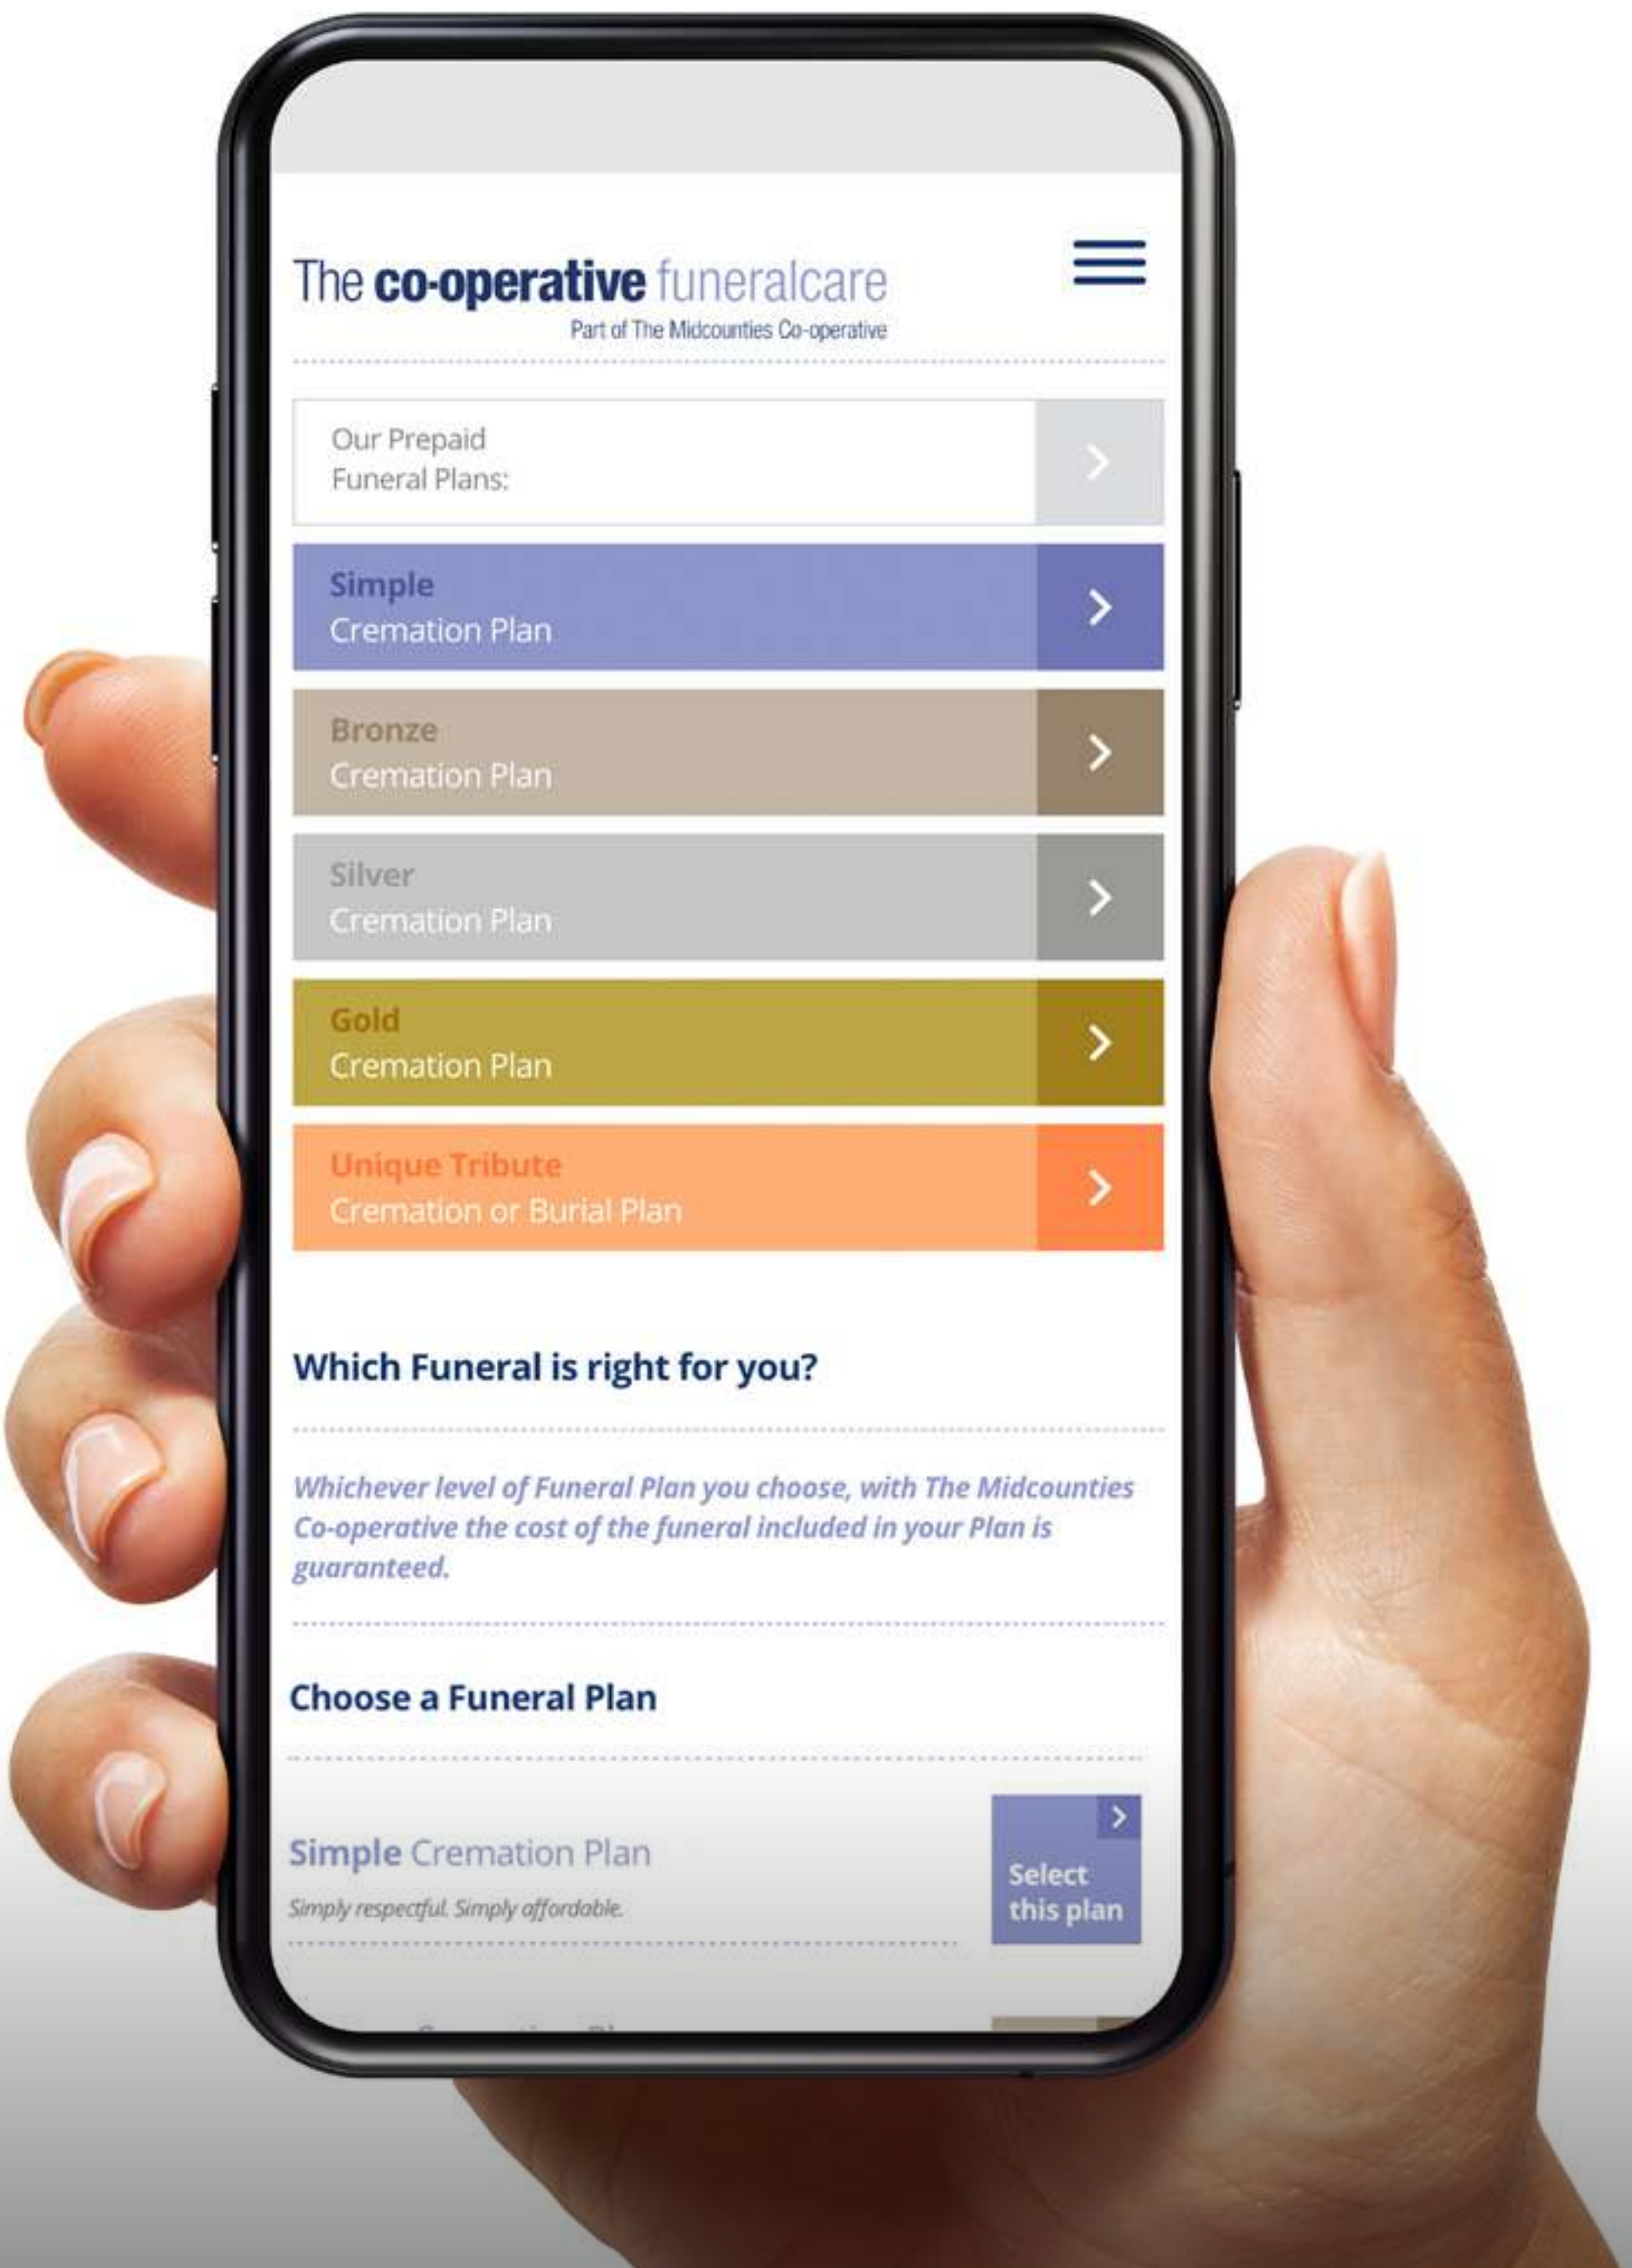 The co-operative funeralcare
Part of The Midcounties Co-operative
Our Prepaid
Funeral Plans:
Simple
Cremation Plan
Bronze
Cremation Plan
Silver
Cremation Plan
Gold
Cremation Plan
Unique Tribute
Cremation or Burial Plan
Which Funeral is right for you?
Whichever level of Funeral Plan you choose, with The Midcounties
Co-operative the cost of the funeral included in your Plan is
guaranteed.
Choose a Funeral Plan
Simple Cremation Plan
Simply respectful. Simply affordable.
Select
this plan